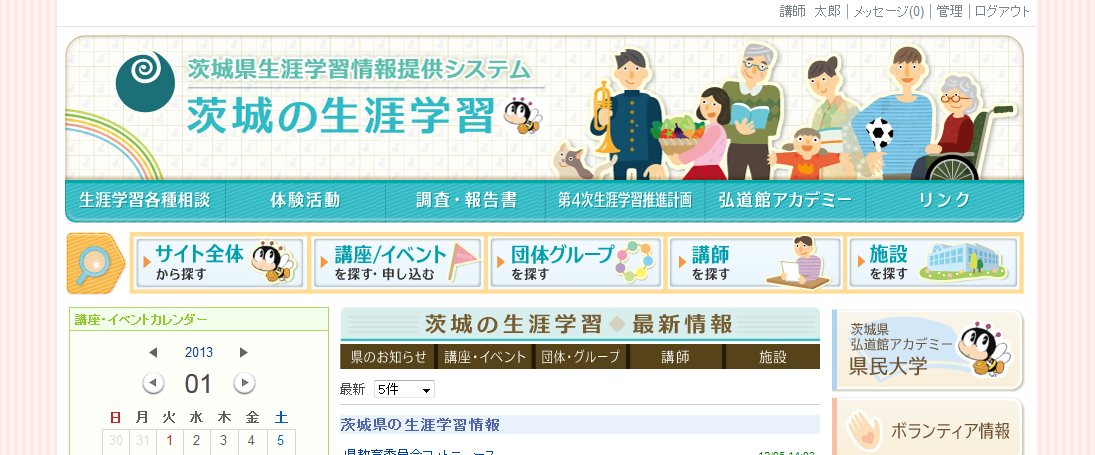 講師 太郎 | メッセージ(0) | 管理 | ログアウト
茨城県生涯学習情報提供システム
茨城の生涯学習
生涯学習各種相談 体験活動 調査・報告書 第4次生涯学習推進計画 弘道館アカデミー リンク
サイト全体 から探す
講座/イベント を探す・申し込む
団体グループ を探す
講師 を探す
施設 を探す
講座・イベントカレンダー
2013
01
日 月 火 水 木 金 土
30 31 1 2 3 4 5
茨城の生涯学習◆最新情報
県のお知らせ 講座・イベント 団体・グループ 講師 施設
最新 5件
茨城県の生涯学習情報
茨城県
弘道館アカデミー
県民大学
ボランティア情報